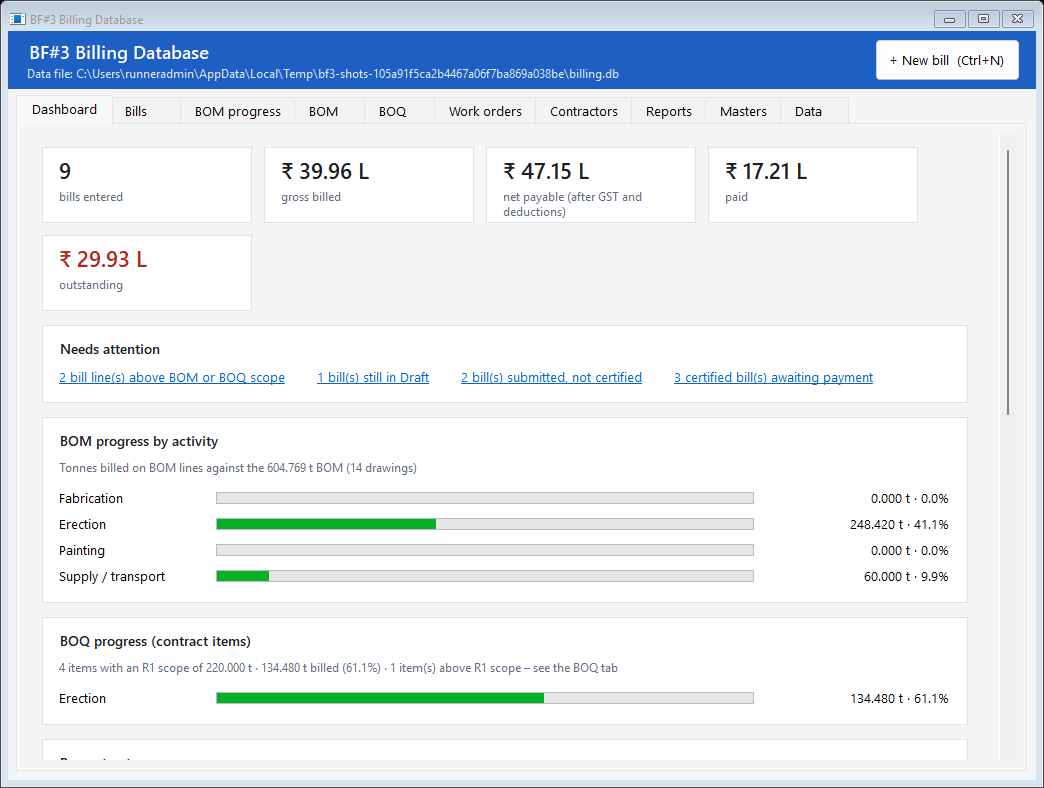 BF#3 Billing Database
BF#3 Billing Database
Data file: C:\Users\runneradmin\AppData\Local\Temp\bf3-shots-105a91f5ca2b4467a06f7ba869a038be\billing.db
+ New bill (Ctrl+N)
Dashboard Bills BOM progress BOM BOQ Work orders Contractors Reports Masters Data
9
bills entered
₹ 39.96 L
gross billed
₹ 47.15 L
net payable (after GST and
deductions)
₹ 17.21 L
paid
₹ 29.93 L
outstanding
Needs attention
2 bill line(s) above BOM or BOQ scope 1 bill(s) still in Draft 2 bill(s) submitted, not certified 3 certified bill(s) awaiting payment
BOM progress by activity
Tonnes billed on BOM lines against the 604.769 t BOM (14 drawings)
Fabrication 0.000 t · 0.0%
Erection 248.420 t · 41.1%
Painting 0.000 t · 0.0%
Supply / transport 60.000 t · 9.9%
BOQ progress (contract items)
4 items with an R1 scope of 220.000 t · 134.480 t billed (61.1%) · 1 item(s) above R1 scope – see the BOQ tab
Erection 134.480 t · 61.1%